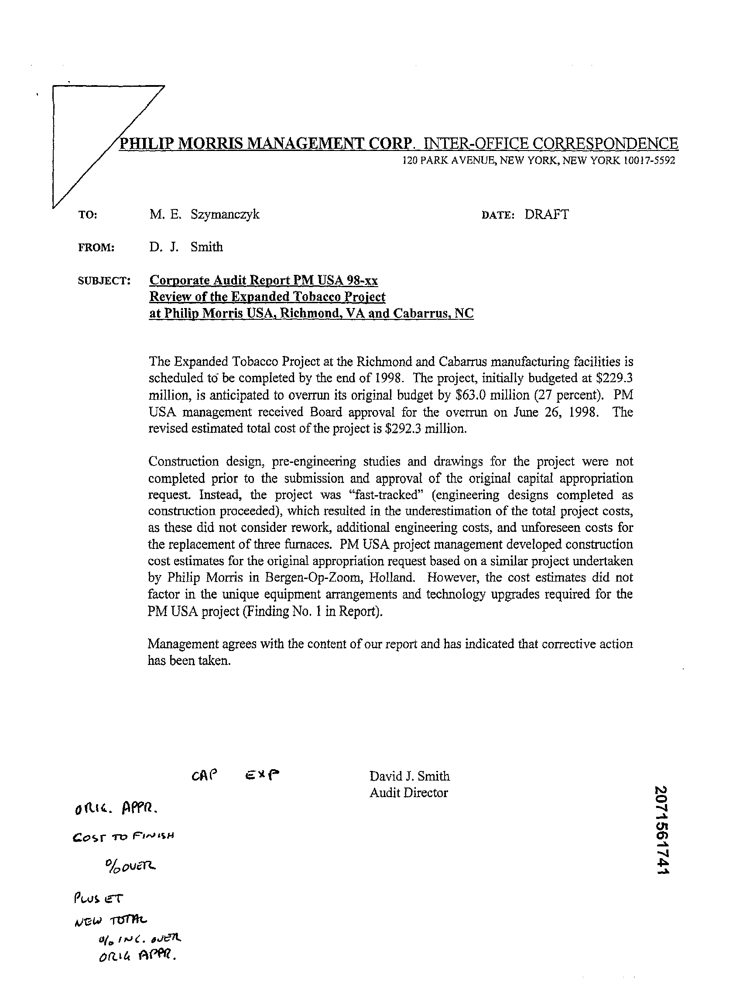 PHILIP MORRIS MANAGEMENT CORP. INTER-OFFICE CORRESPONDENCE
120 PARK AVENUE, NEW YORK, NEW YORK 10017-5592
TO: M. E. Szymanczyk DATE: DRAFT
FROM: D. J. Smith
SUBJECT: Corporate Audit Report PM USA 98-xx
Review of the Expanded Tobacco Project
at Philip Morris USA, Richmond, VA and Cabarrus, NC
The Expanded Tobacco Project at the Richmond and Cabarrus manufacturing facilities is
scheduled to be completed by the end of 1998. The project, initially budgeted at $229.3
million, is anticipated to overrun its original budget by $63.0 million (27 percent). PM
USA management received Board approval for the overrun on June 26, 1998. The
revised estimated total cost of the project is $292.3 million.
Construction design, pre-engineering studies and drawings for the project were not
completed prior to the submission and approval of the original capital appropriation
request. Instead, the project was "fast-tracked" (engineering designs completed as
construction proceeded), which resulted in the underestimation of the total project costs,
as these did not consider rework, additional engineering costs, and unforeseen costs for
the replacement of three furnaces. PM USA project management developed construction
cost estimates for the original appropriation request based on a similar project undertaken
by Philip Morris in Bergen-Op-Zoom, Holland. However, the cost estimates did not
factor in the unique equipment arrangements and technology upgrades required for the
PM USA project (Finding No. 1 in Report).
Management agrees with the content of our report and has indicated that corrective action
has been taken.
CAP EXP
David J. Smith
Audit Director
ORIG. APPR.
COST TO FINISH
% OVER
PLUS ET
NEW TOTAL
% INC. OVER
ORIG APPR.
2071561741